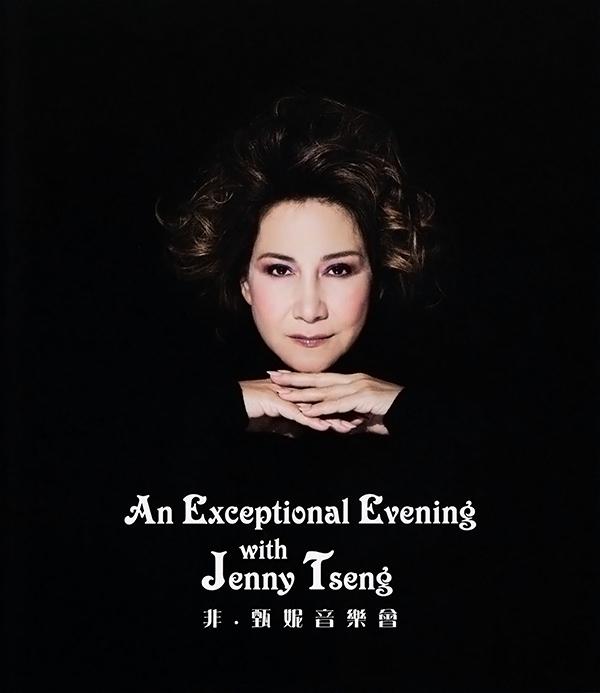 An Exceptional Evening
with
Jenny Tseng
非·甄妮音樂會